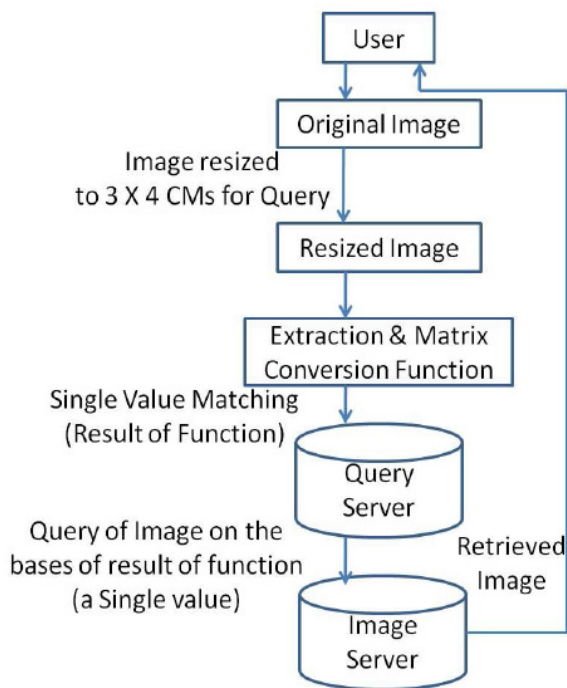 User
Original Image
Image resized
to 3 X 4 CMs for Query
Resized Image
Extraction & Matrix
Conversion Function
Single Value Matching
(Result of Function)
Query
Server
Query of Image on the
bases of result of function
(a Single value)
Retrieved
Image
Image
Server